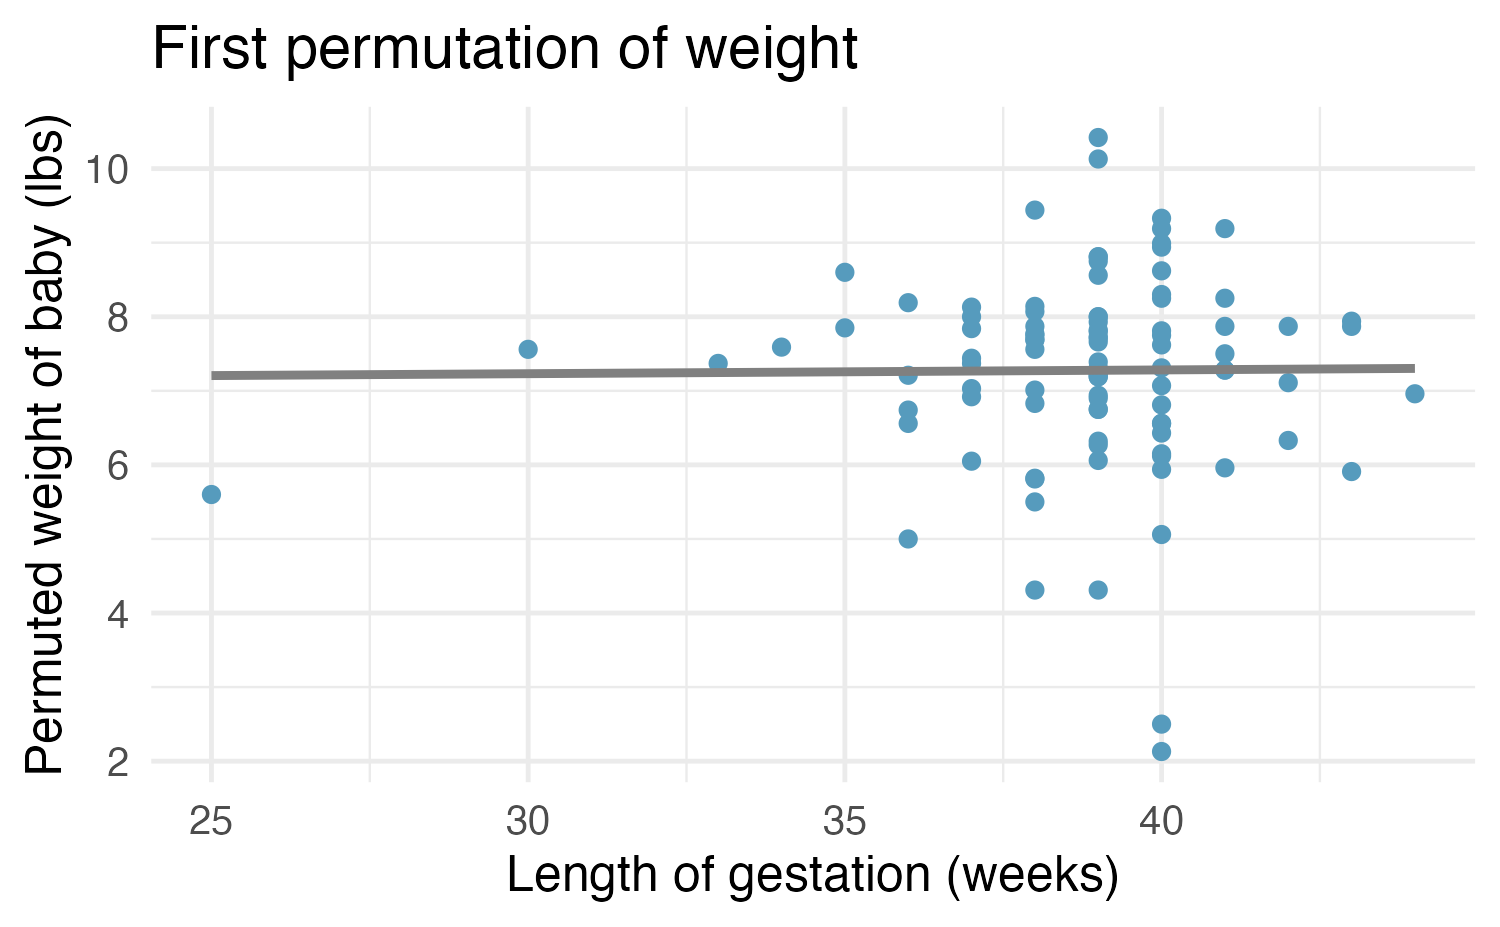 First permutation of weight
Permuted weight of baby (lbs)
10
8
6
4
2
25 30 35 40
Length of gestation (weeks)